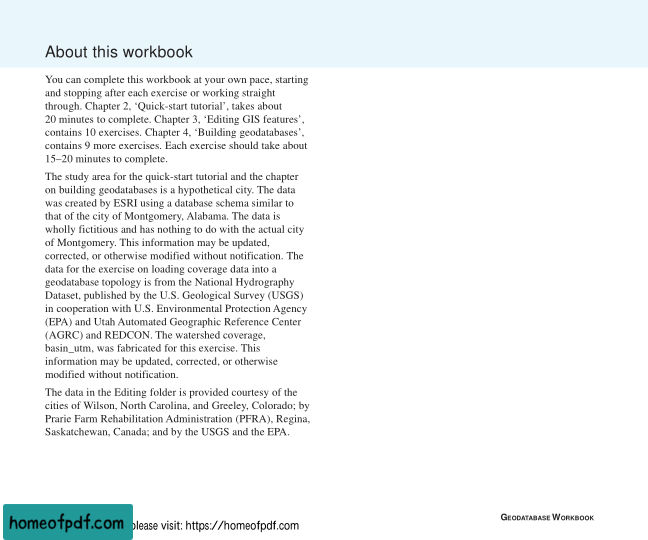 About this workbook
You can complete this workbook at your own pace, starting
and stopping after each exercise or working straight
through. Chapter 2, ‘Quick-start tutorial’, takes about
20 minutes to complete. Chapter 3, ‘Editing GIS features’,
contains 10 exercises. Chapter 4, ‘Building geodatabases’,
contains 9 more exercises. Each exercise should take about
15–20 minutes to complete.
The study area for the quick-start tutorial and the chapter
on building geodatabases is a hypothetical city. The data
was created by ESRI using a database schema similar to
that of the city of Montgomery, Alabama. The data is
wholly fictitious and has nothing to do with the actual city
of Montgomery. This information may be updated,
corrected, or otherwise modified without notification. The
data for the exercise on loading coverage data into a
geodatabase topology is from the National Hydrography
Dataset, published by the U.S. Geological Survey (USGS)
in cooperation with U.S. Environmental Protection Agency
(EPA) and Utah Automated Geographic Reference Center
(AGRC) and REDCON. The watershed coverage,
basin_utm, was fabricated for this exercise. This
information may be updated, corrected, or otherwise
modified without notification.
The data in the Editing folder is provided courtesy of the
cities of Wilson, North Carolina, and Greeley, Colorado; by
Prarie Farm Rehabilitation Administration (PFRA), Regina,
Saskatchewan, Canada; and by the USGS and the EPA.
GEODATABASE WORKBOOK
homeofpdf.com please visit: https://homeofpdf.com